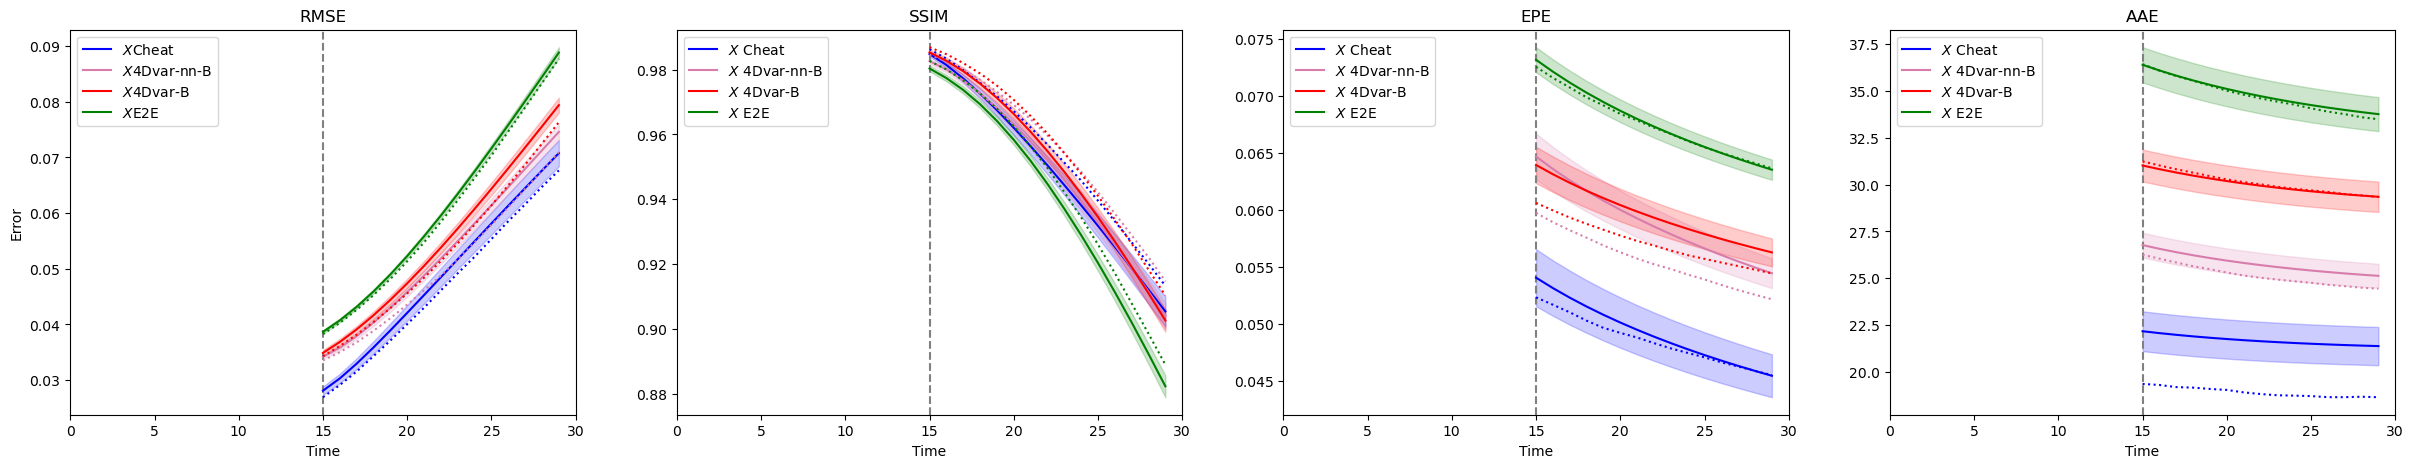 RMSE
0.09
0.08
0.07
0.06
0.05
0.04
0.03
Error
XCheat
X4Dvar-nn-B
X4Dvar-B
XE2E
0 5 10 15 20 25 30
Time
SSIM
0.98
0.96
0.94
0.92
0.90
0.88
X Cheat
X 4Dvar-nn-B
X 4Dvar-B
X E2E
0 5 10 15 20 25 30
Time
EPE
0.075
0.070
0.065
0.060
0.055
0.050
0.045
X Cheat
X 4Dvar-nn-B
X 4Dvar-B
X E2E
0 5 10 15 20 25 30
Time
AAE
37.5
35.0
32.5
30.0
27.5
25.0
22.5
20.0
X Cheat
X 4Dvar-nn-B
X 4Dvar-B
X E2E
0 5 10 15 20 25 30
Time